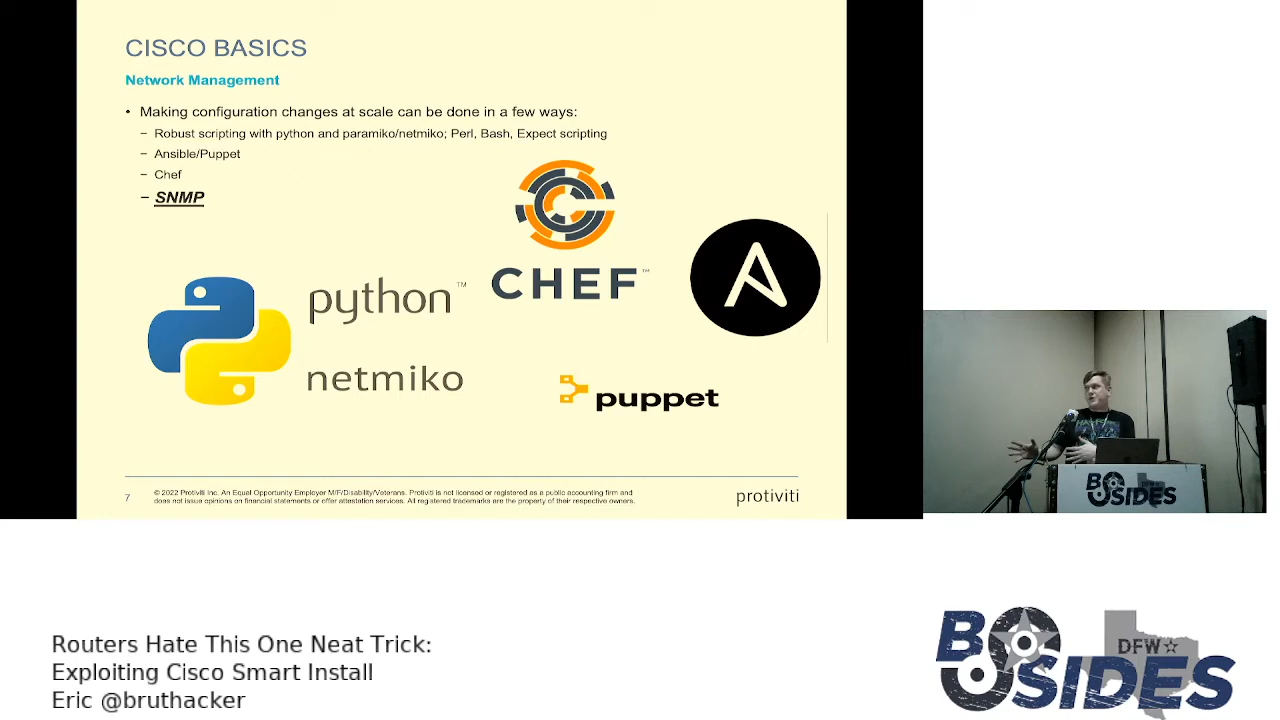 CISCO BASICS
Network Management
• Making configuration changes at scale can be done in a few ways:
− Robust scripting with python and paramiko/netmiko; Perl, Bash, Expect scripting
− Ansible/Puppet
− Chef
− SNMP
CHEF™
python™
netmiko
puppet
7
© 2022 Protiviti Inc. An Equal Opportunity Employer M/F/Disability/Veterans. Protiviti is not licensed or registered as a public accounting firm and
does not issue opinions on financial statements or offer attestation services. All registered trademarks are the property of their respective owners.
protiviti
BSIDES
Routers Hate This One Neat Trick:
Exploiting Cisco Smart Install
Eric @bruthacker
BSIDES
DFW